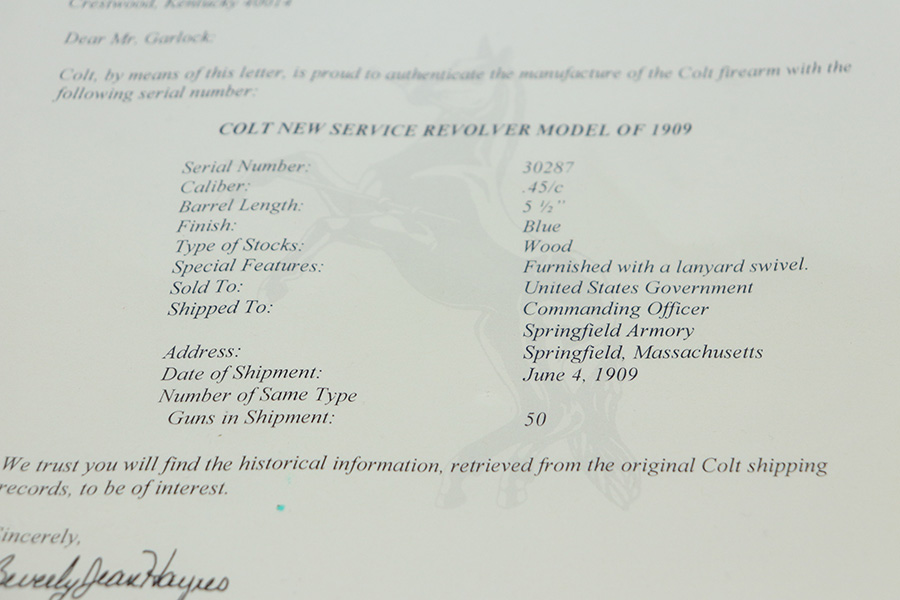 Crestwood, Kentucky 40014
Dear Mr. Garlock:
Colt, by means of this letter, is proud to authenticate the manufacture of the Colt firearm with the
following serial number:
COLT NEW SERVICE REVOLVER MODEL OF 1909
Serial Number: 30287
Caliber: .45/c
Barrel Length: 5 ½"
Finish: Blue
Type of Stocks: Wood
Special Features: Furnished with a lanyard swivel.
Sold To: United States Government
Shipped To: Commanding Officer
Springfield Armory
Address: Springfield, Massachusetts
Date of Shipment: June 4, 1909
Number of Same Type
Guns in Shipment: 50
We trust you will find the historical information, retrieved from the original Colt shipping
records, to be of interest.
incerely,
Beverly Jean Haynes